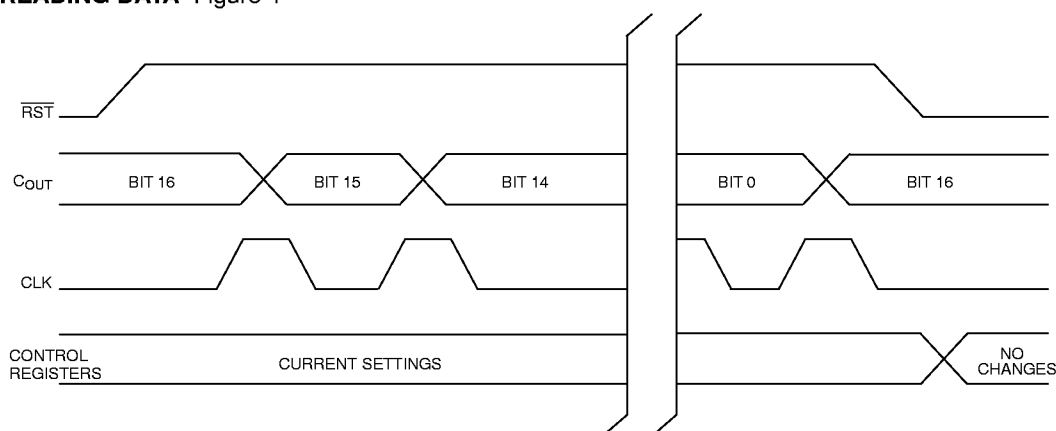 READING DATA Figure 4
RST
COUT
BIT 16
BIT 15
BIT 14
BIT 0
BIT 16
CLK
CONTROL
REGISTERS
CURRENT SETTINGS
NO
CHANGES